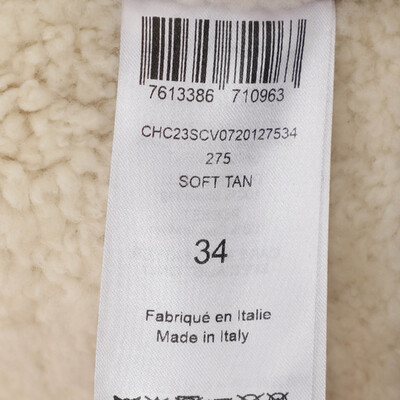 7613386 710963
CHC23SCV0720127534
275
SOFT TAN
34
Fabriqué en Italie
Made in Italy